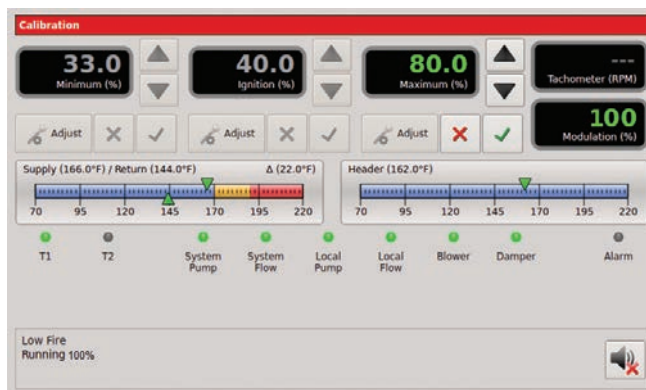 Calibration
33.0
Minimum (%)
40.0
Ignition (%)
80.0
Maximum (%)
---
Tachometer (RPM)
Adjust
Adjust
Adjust
100
Modulation (%)
Supply (166.0°F) / Return (144.0°F) Δ (22.0°F)
70 95 120 145 170 195 220
Header (162.0°F)
70 95 120 145 170 195 220
T1
T2
System Pump
System Flow
Local Pump
Local Flow
Blower
Damper
Alarm
Low Fire
Running 100%